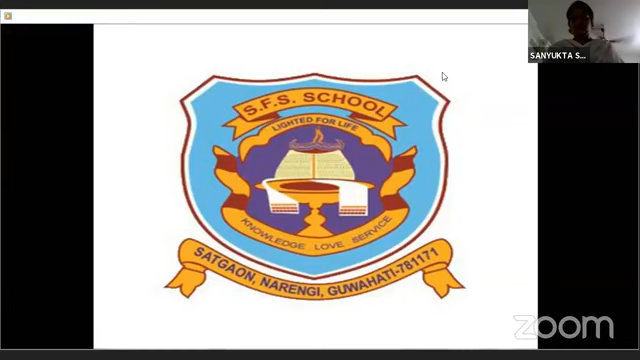 SANYUKTA S...
S.F.S. SCHOOL
LIGHTED FOR LIFE
KNOWLEDGE LOVE SERVICE
SATGAON, NARENGI, GUWAHATI-781171
zoom